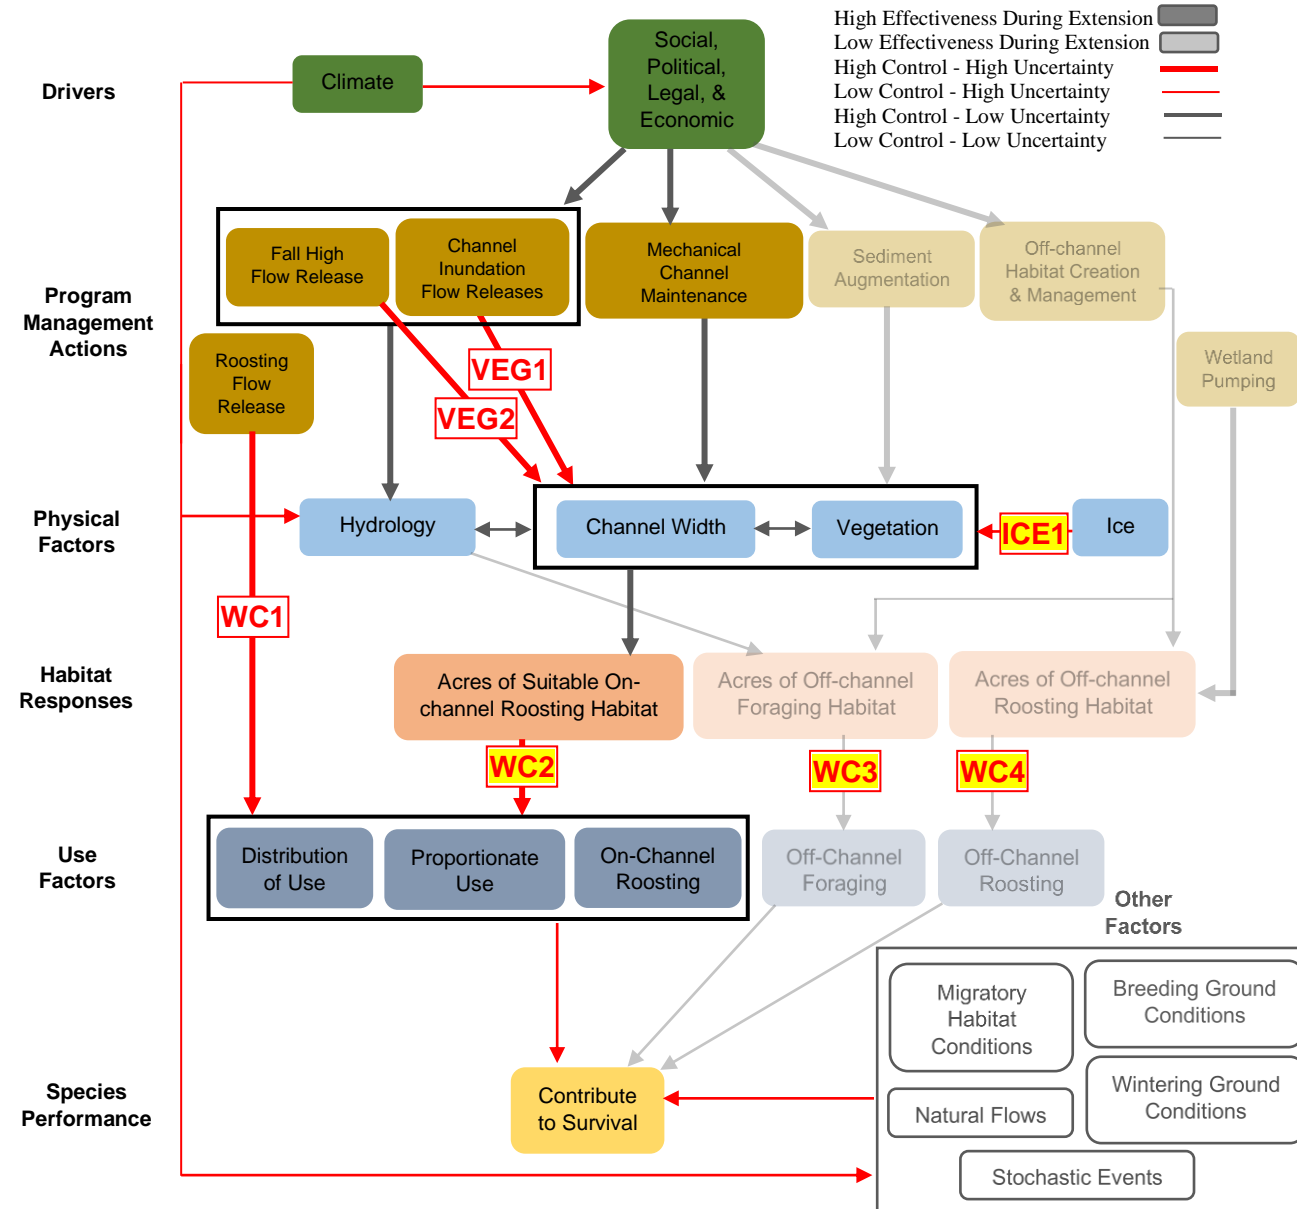 High Effectiveness During Extension
Low Effectiveness During Extension
High Control - High Uncertainty
Low Control - High Uncertainty
High Control - Low Uncertainty
Low Control - Low Uncertainty
Drivers
Climate
Social,
Political,
Legal, &
Economic
Program
Management
Actions
Fall High
Flow Release
Channel
Inundation
Flow Releases
Mechanical
Channel
Maintenance
Sediment
Augmentation
Off-channel
Habitat Creation
& Management
Roosting
Flow
Release
Wetland
Pumping
VEG1
VEG2
Physical
Factors
Hydrology
Channel Width
Vegetation
ICE1
Ice
WC1
Habitat
Responses
Acres of Suitable On-
channel Roosting Habitat
Acres of Off-channel
Foraging Habitat
Acres of Off-channel
Roosting Habitat
WC2
WC3
WC4
Use
Factors
Distribution
of Use
Proportionate
Use
On-Channel
Roosting
Off-Channel
Foraging
Off-Channel
Roosting
Other
Factors
Migratory
Habitat
Conditions
Breeding Ground
Conditions
Species
Performance
Contribute
to Survival
Natural Flows
Wintering Ground
Conditions
Stochastic Events